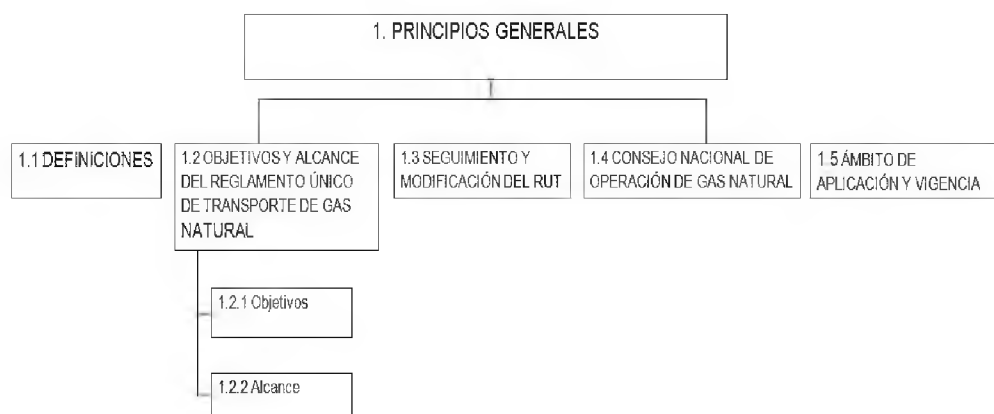 1. PRINCIPIOS GENERALES
1.1 DEFINICIONES
1.2 OBJETIVOS Y ALCANCE
DEL REGLAMENTO ÚNICO
DE TRANSPORTE DE GAS
NATURAL
1.3 SEGUIMIENTO Y
MODIFICACIÓN DEL RUT
1.4 CONSEJO NACIONAL DE
OPERACIÓN DE GAS NATURAL
1.5 ÁMBITO DE
APLICACIÓN Y VIGENCIA
1.2.1 Objetivos
1.2.2 Alcance